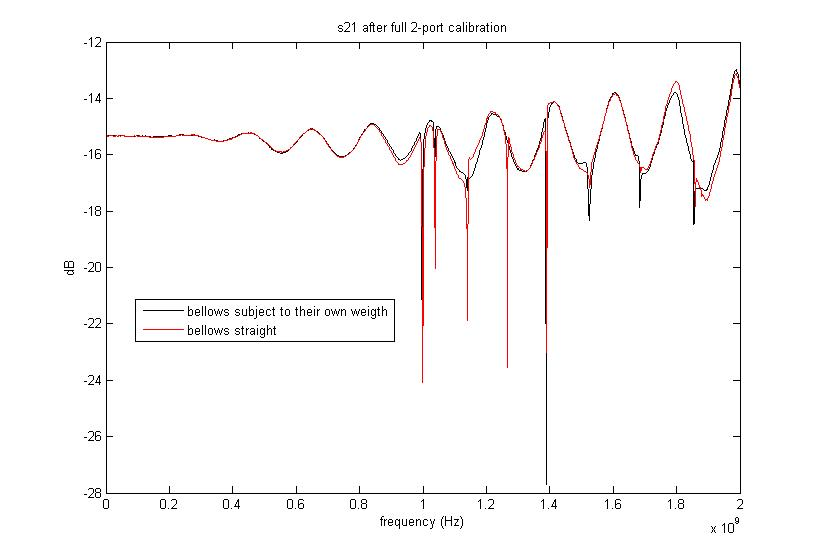 s21 after full 2-port calibration
-12
-14
-16
-18
-20
-22
-24
-26
-28
dB
bellows subject to their own weigth
bellows straight
0 0.2 0.4 0.6 0.8 1 1.2 1.4 1.6 1.8 2
frequency (Hz)
x 10^9